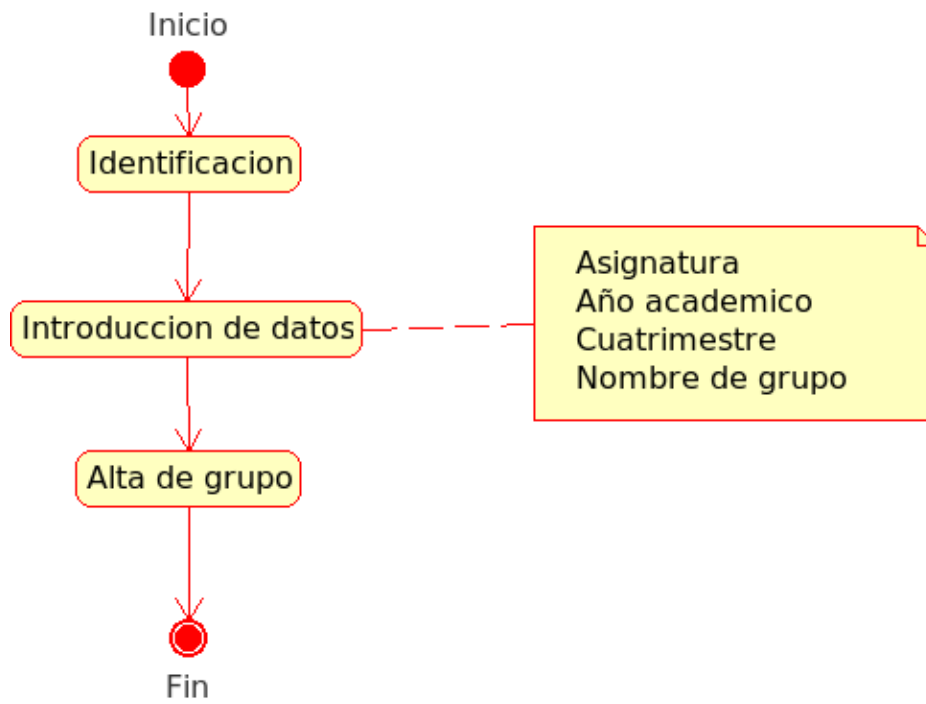 Inicio
Identificacion
Introduccion de datos
Asignatura
Año academico
Cuatrimestre
Nombre de grupo
Alta de grupo
Fin